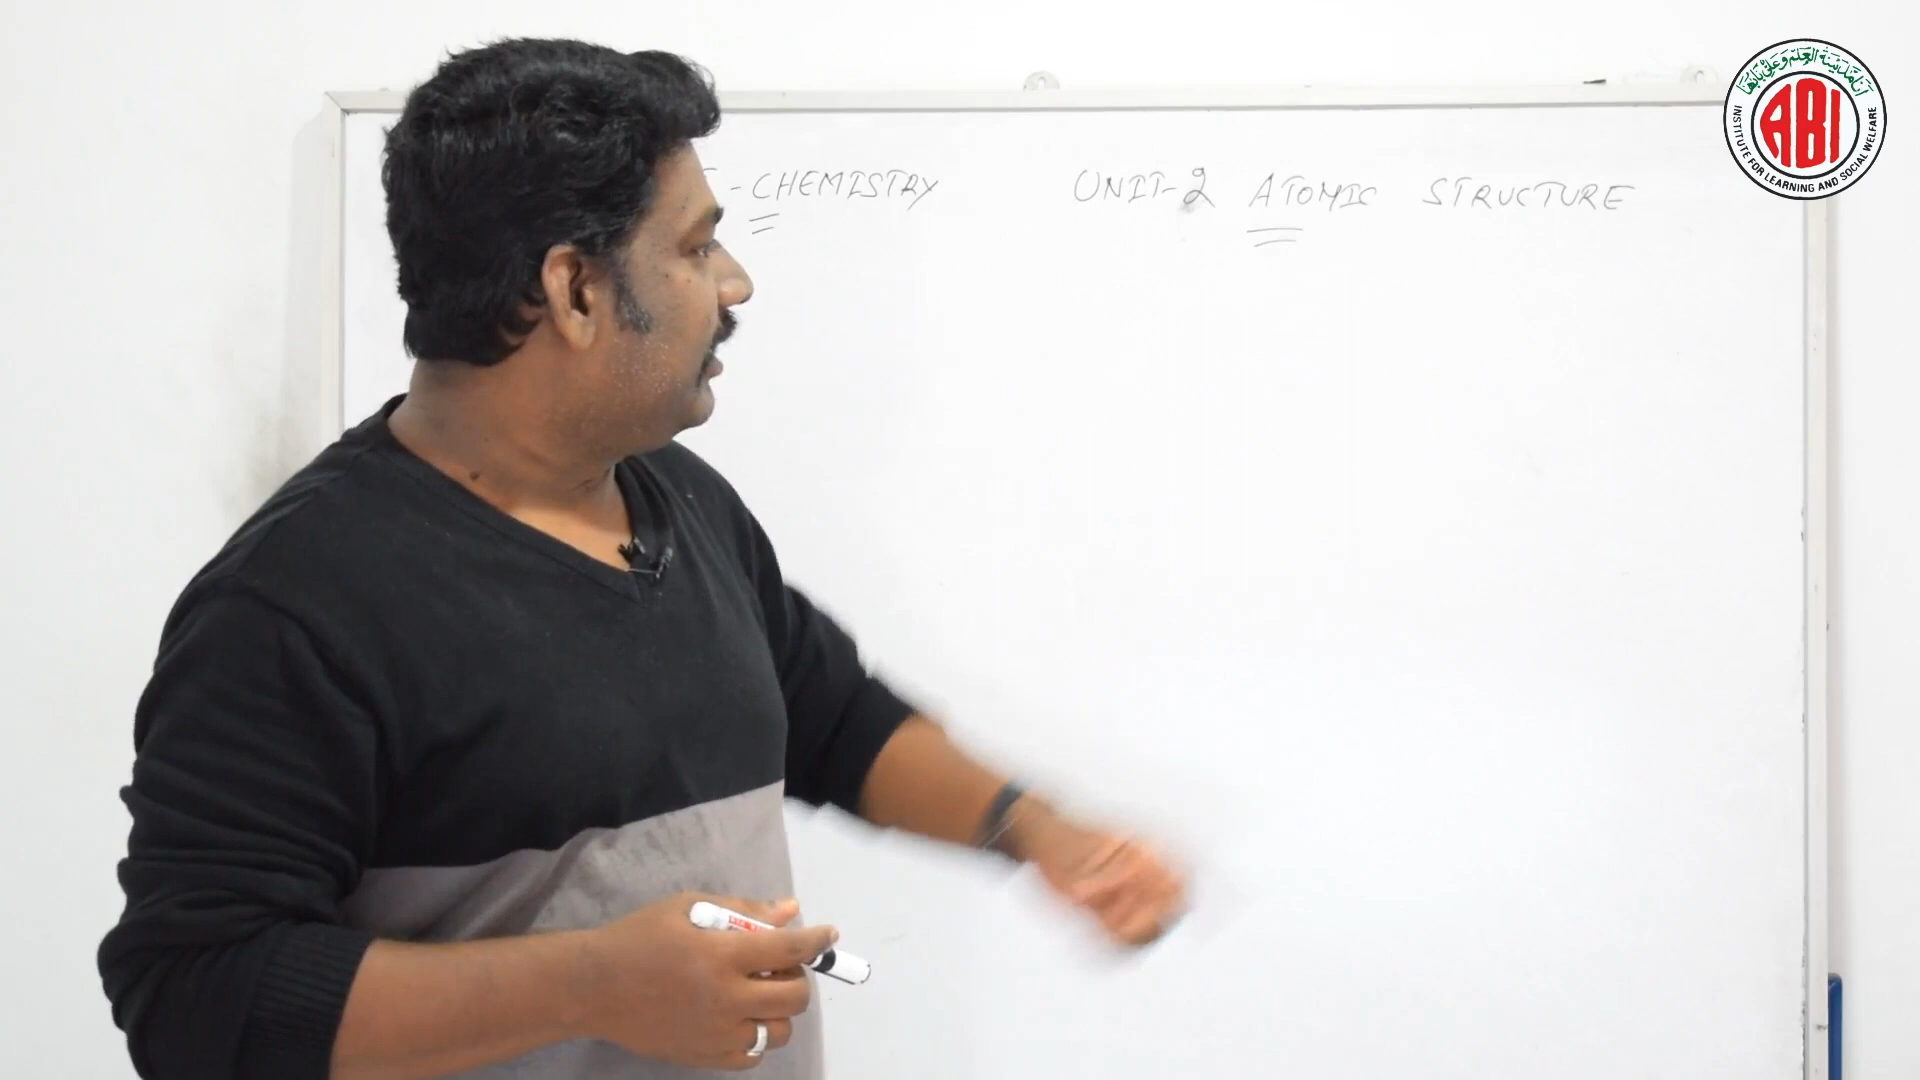 - CHEMISTRY UNIT-2 ATOMIC STRUCTURE
ABI
INSTITUTE FOR LEARNING AND SOCIAL WELFARE